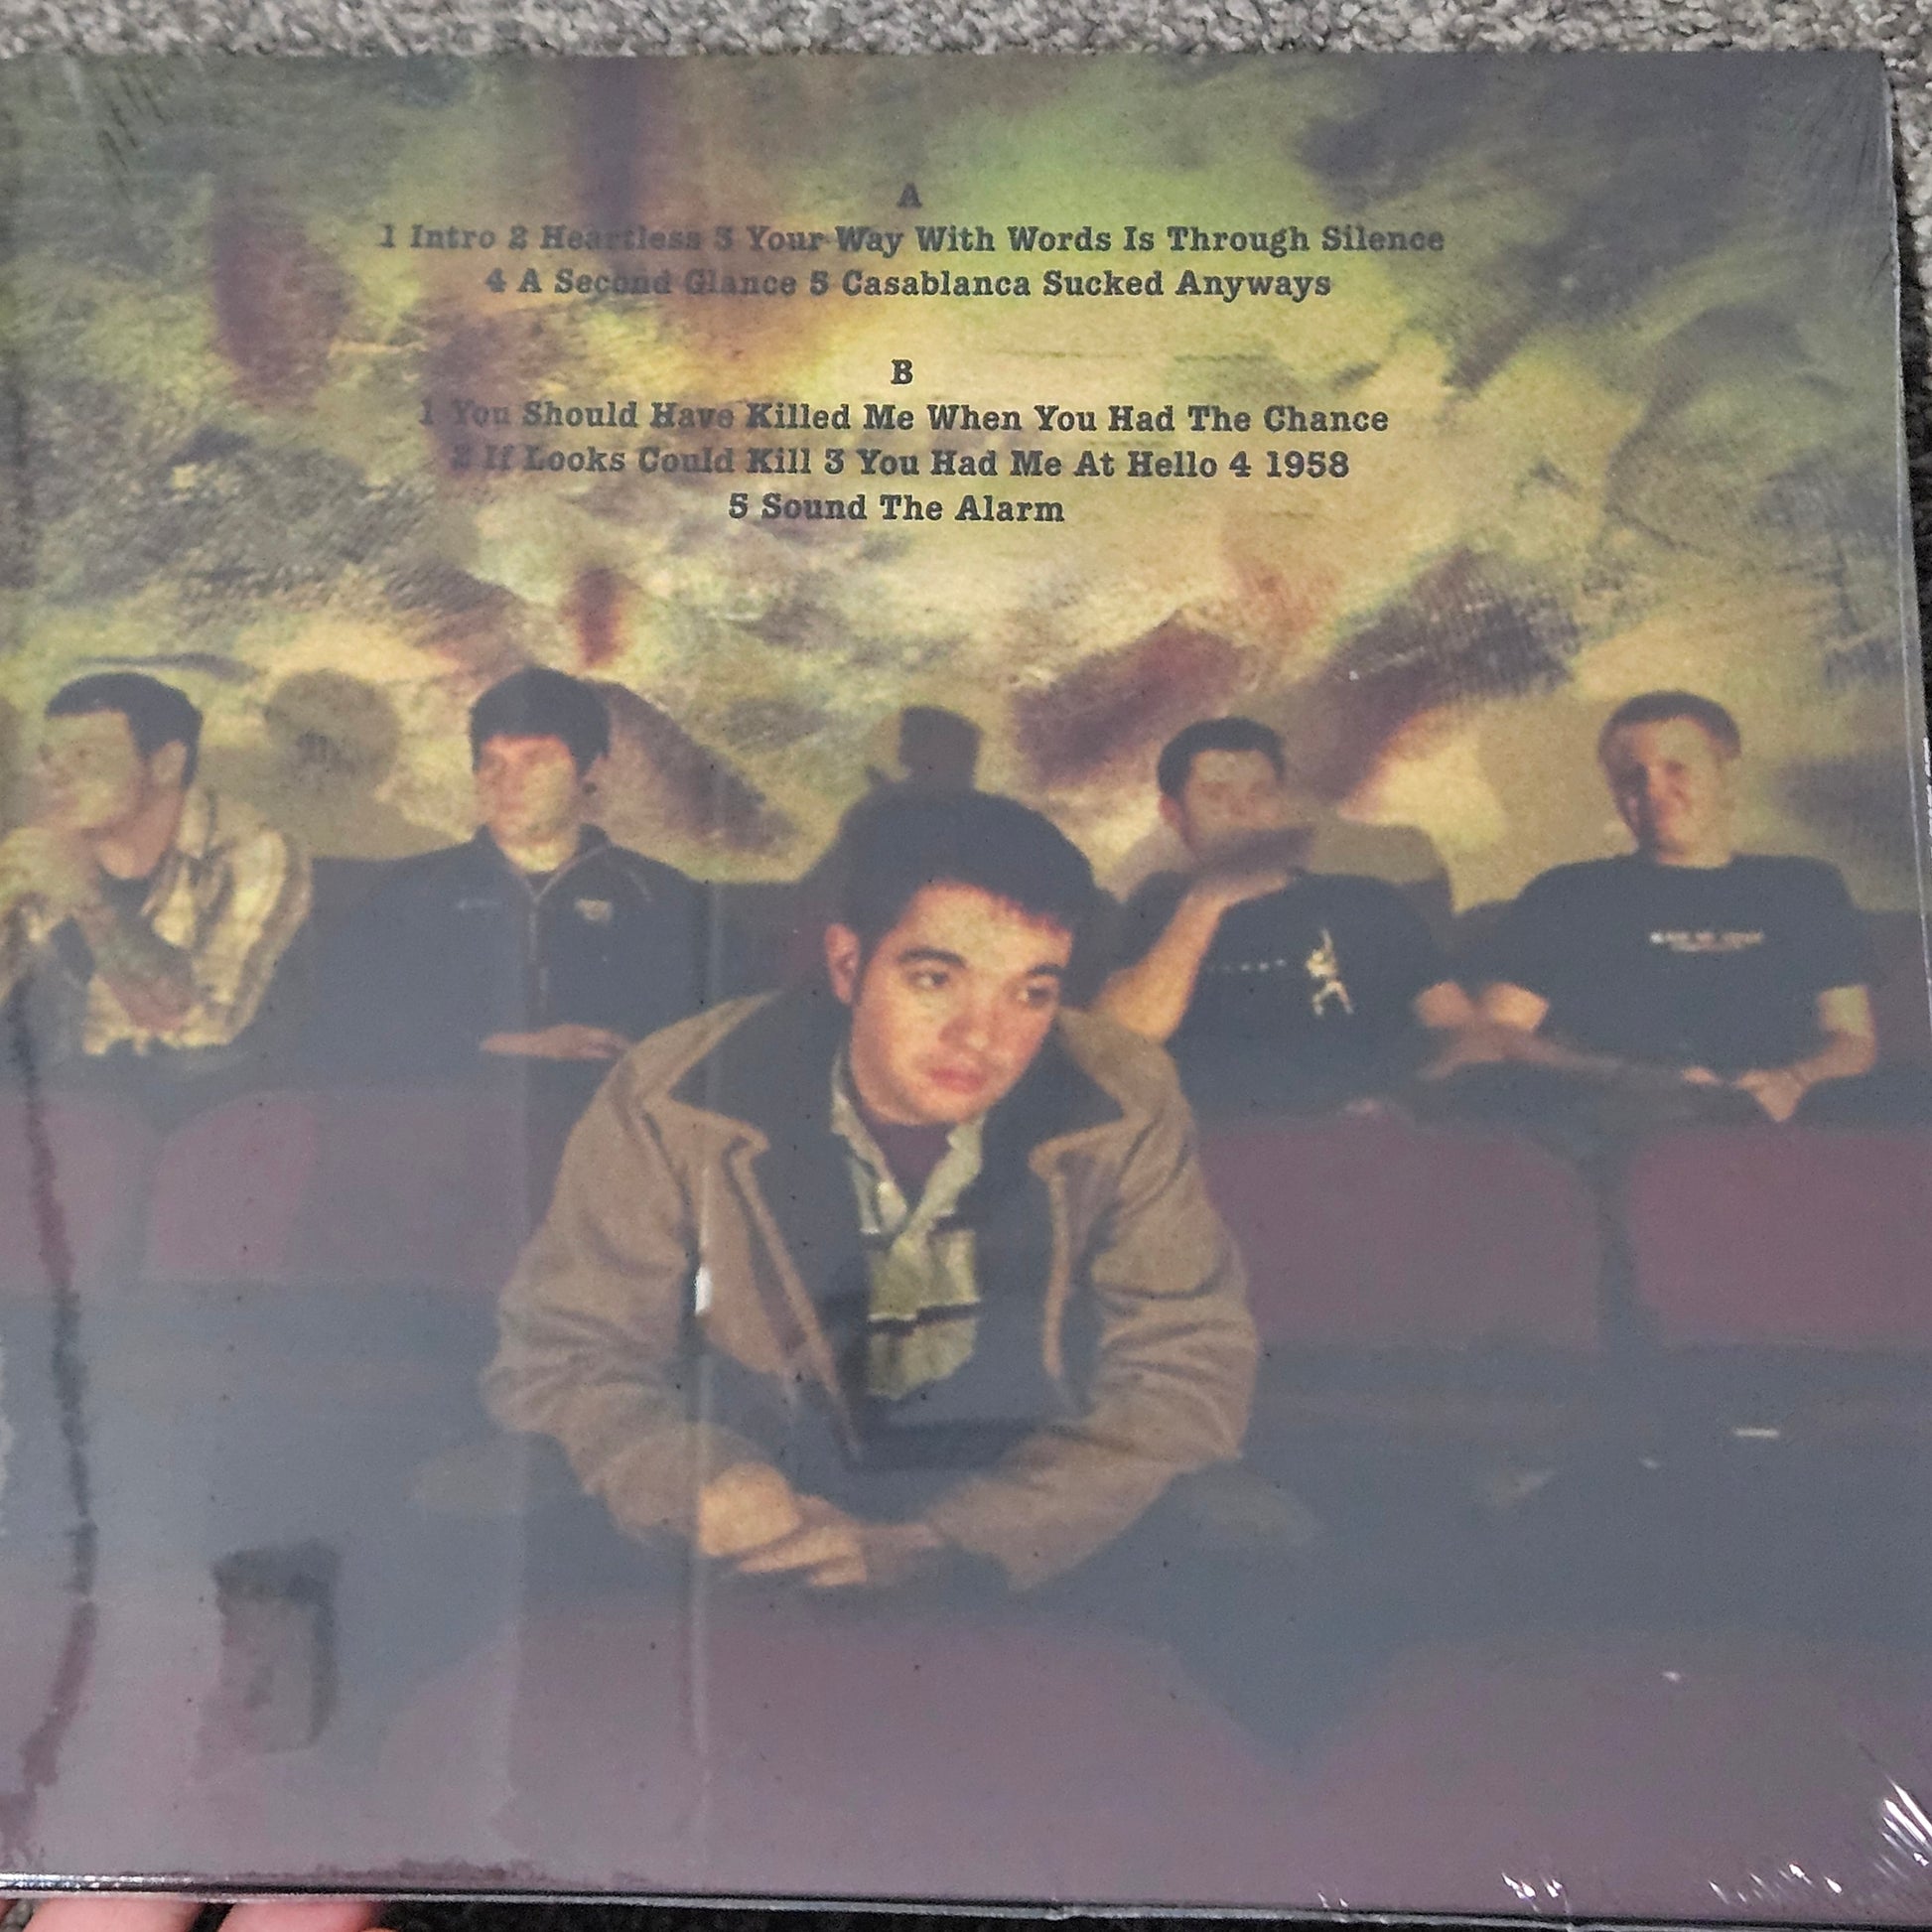 A
1 Intro 2 Heartless 3 Your Way With Words Is Through Silence
4 A Second Glance 5 Casablanca Sucked Anyways
B
1 You Should Have Killed Me When You Had The Chance
2 If Looks Could Kill 3 You Had Me At Hello 4 1958
5 Sound The Alarm